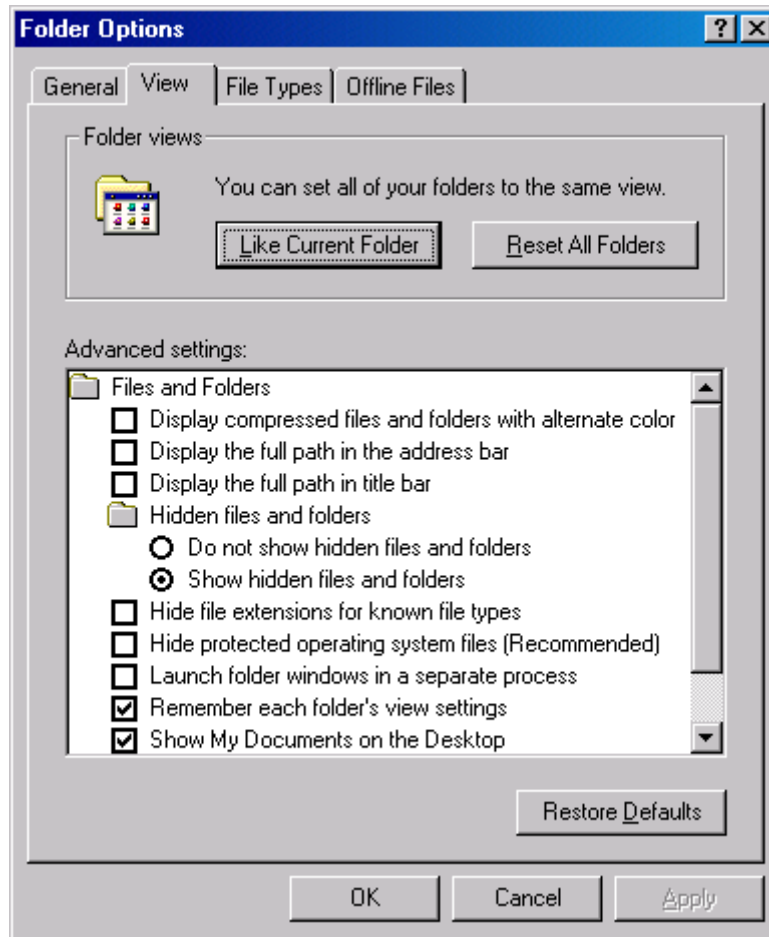 Folder Options
General View File Types Offline Files
Folder views
You can set all of your folders to the same view.
Like Current Folder Reset All Folders
Advanced settings:
Files and Folders
Display compressed files and folders with alternate color
Display the full path in the address bar
Display the full path in title bar
Hidden files and folders
Do not show hidden files and folders
Show hidden files and folders
Hide file extensions for known file types
Hide protected operating system files (Recommended)
Launch folder windows in a separate process
Remember each folder's view settings
Show My Documents on the Desktop
Restore Defaults
OK Cancel Apply